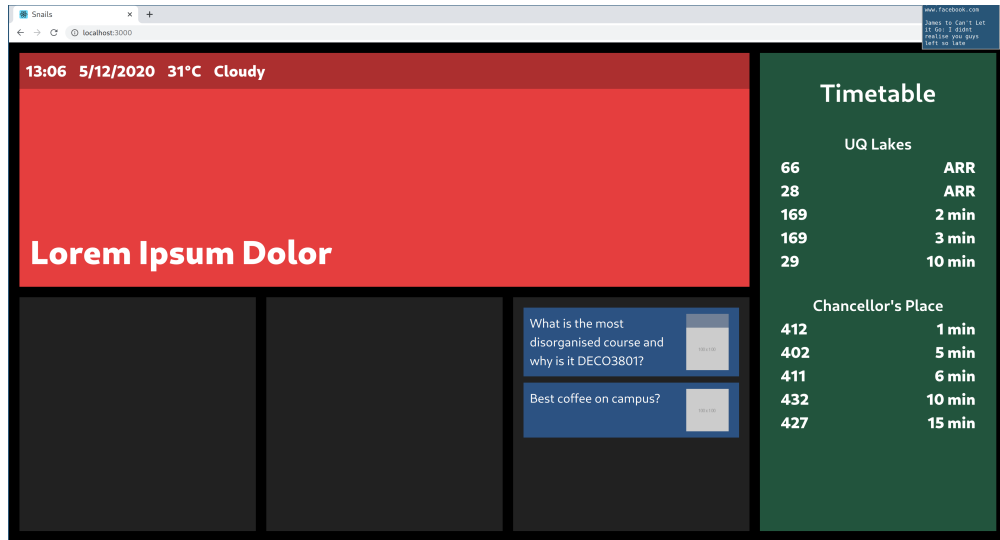 Snails
localhost:3000
www.facebook.com
James to Can't Let
it Go: I didnt
realise you guys
left so late
13:06 5/12/2020 31°C Cloudy
Lorem Ipsum Dolor
What is the most
disorganised course and
why is it DECO3801?
Best coffee on campus?
Timetable
UQ Lakes
66 ARR
28 ARR
169 2 min
169 3 min
29 10 min
Chancellor's Place
412 1 min
402 5 min
411 6 min
432 10 min
427 15 min